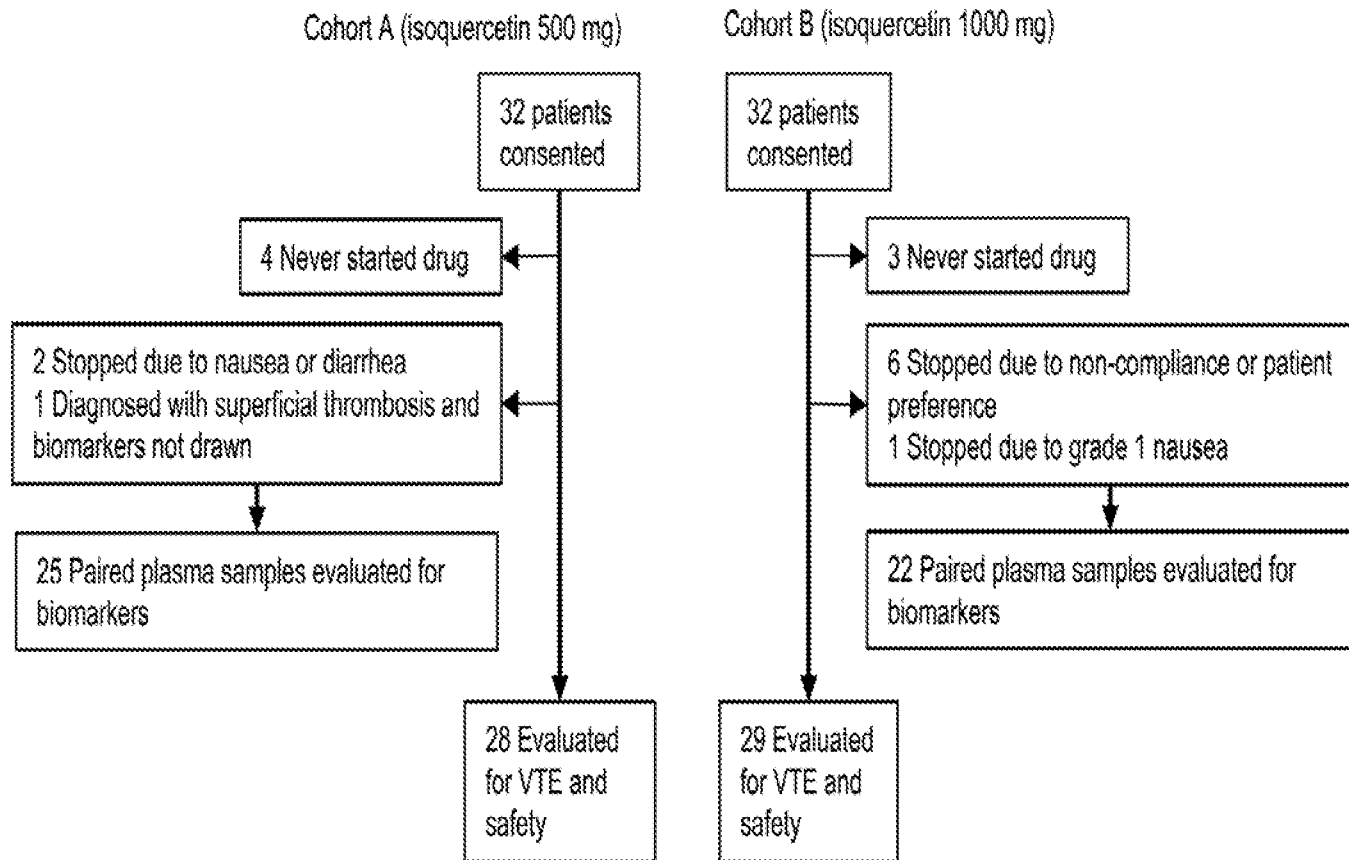 Cohort A (isoquercetin 500 mg)
32 patients
consented
4 Never started drug
2 Stopped due to nausea or diarrhea
1 Diagnosed with superficial thrombosis and
biomarkers not drawn
25 Paired plasma samples evaluated for
biomarkers
28 Evaluated
for VTE and
safety
Cohort B (isoquercetin 1000 mg)
32 patients
consented
3 Never started drug
6 Stopped due to non-compliance or patient
preference
1 Stopped due to grade 1 nausea
22 Paired plasma samples evaluated for
biomarkers
29 Evaluated
for VTE and
safety